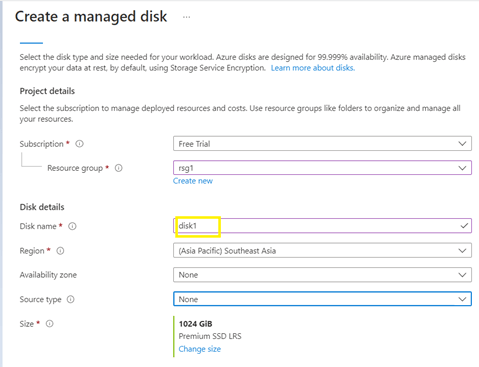 Create a managed disk ...
Select the disk type and size needed for your workload. Azure disks are designed for 99.999% availability. Azure managed disks
encrypt your data at rest, by default, using Storage Service Encryption. Learn more about disks.
Project details
Select the subscription to manage deployed resources and costs. Use resource groups like folders to organize and manage all
your resources.
Subscription * Free Trial
Resource group * rsg1
Create new
Disk details
Disk name * disk1
Region * (Asia Pacific) Southeast Asia
Availability zone None
Source type None
Size * 1024 GiB
Premium SSD LRS
Change size